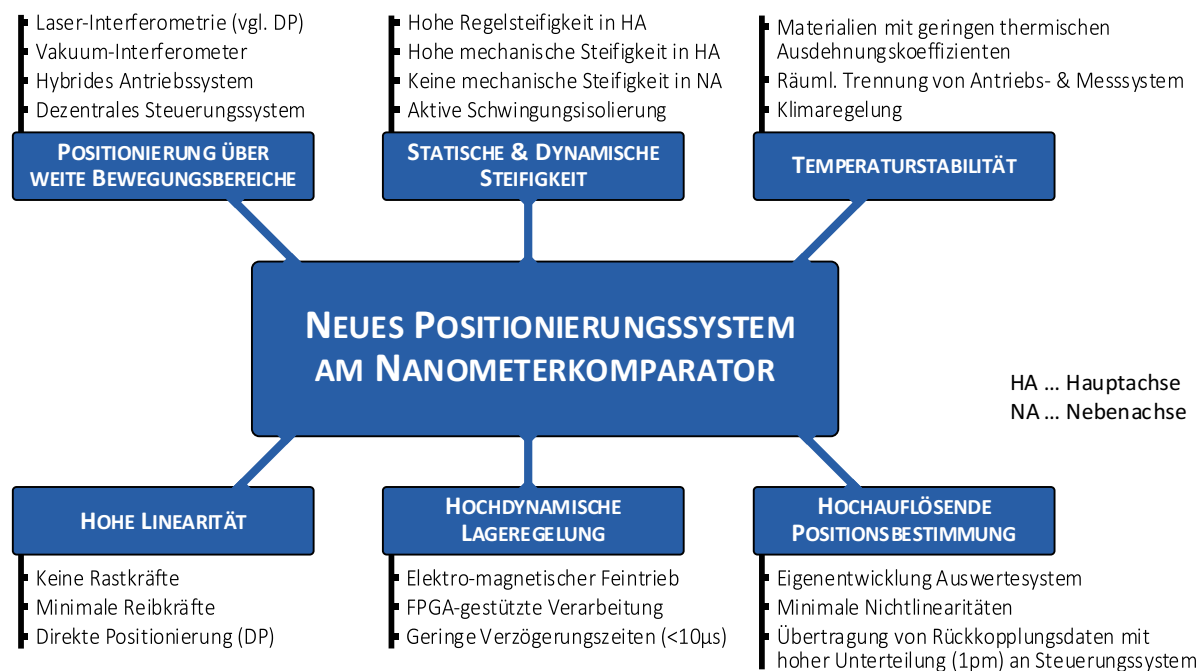 Laser-Interferometrie (vgl. DP)
Vakuum-Interferometer
Hybrides Antriebssystem
Dezentrales Steuerungssystem
POSITIONIERUNG ÜBER
WEITE BEWEGUNGSBEREICHE
Hohe Regelsteifigkeit in HA
Hohe mechanische Steifigkeit in HA
Keine mechanische Steifigkeit in NA
Aktive Schwingungsisolierung
STATISCHE & DYNAMISCHE
STEIFIGKEIT
Materialien mit geringen thermischen
Ausdehnungskoeffizienten
Räuml. Trennung von Antriebs- & Messsystem
Klimaregelung
TEMPERATURSTABILITÄT
NEUES POSITIONIERUNGSSYSTEM
AM NANOMETERKOMPARATOR
HA ... Hauptachse
NA ... Nebenachse
HOHE LINEARITÄT
Keine Rastkräfte
Minimale Reibkräfte
Direkte Positionierung (DP)
HOCHDYNAMISCHE
LAGEREGELUNG
Elektro-magnetischer Feintrieb
FPGA-gestützte Verarbeitung
Geringe Verzögerungszeiten (<10µs)
HOCHAUFLÖSENDE
POSITIONSBESTIMMUNG
Eigenentwicklung Auswertesystem
Minimale Nichtlinearitäten
Übertragung von Rückkopplungsdaten mit
hoher Unterteilung (1pm) an Steuerungssystem